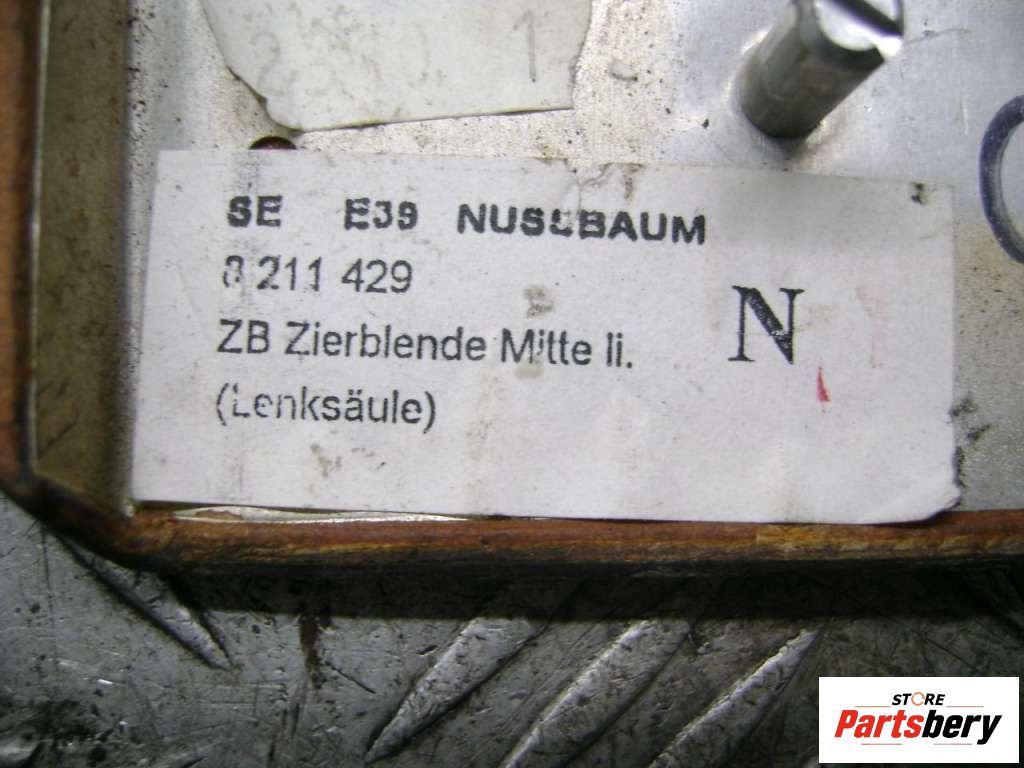 SE E39 NUSSBAUM
8 211 429
ZB Zierblende Mitte li.
(Lenksäule)
N
STORE
Partsbery